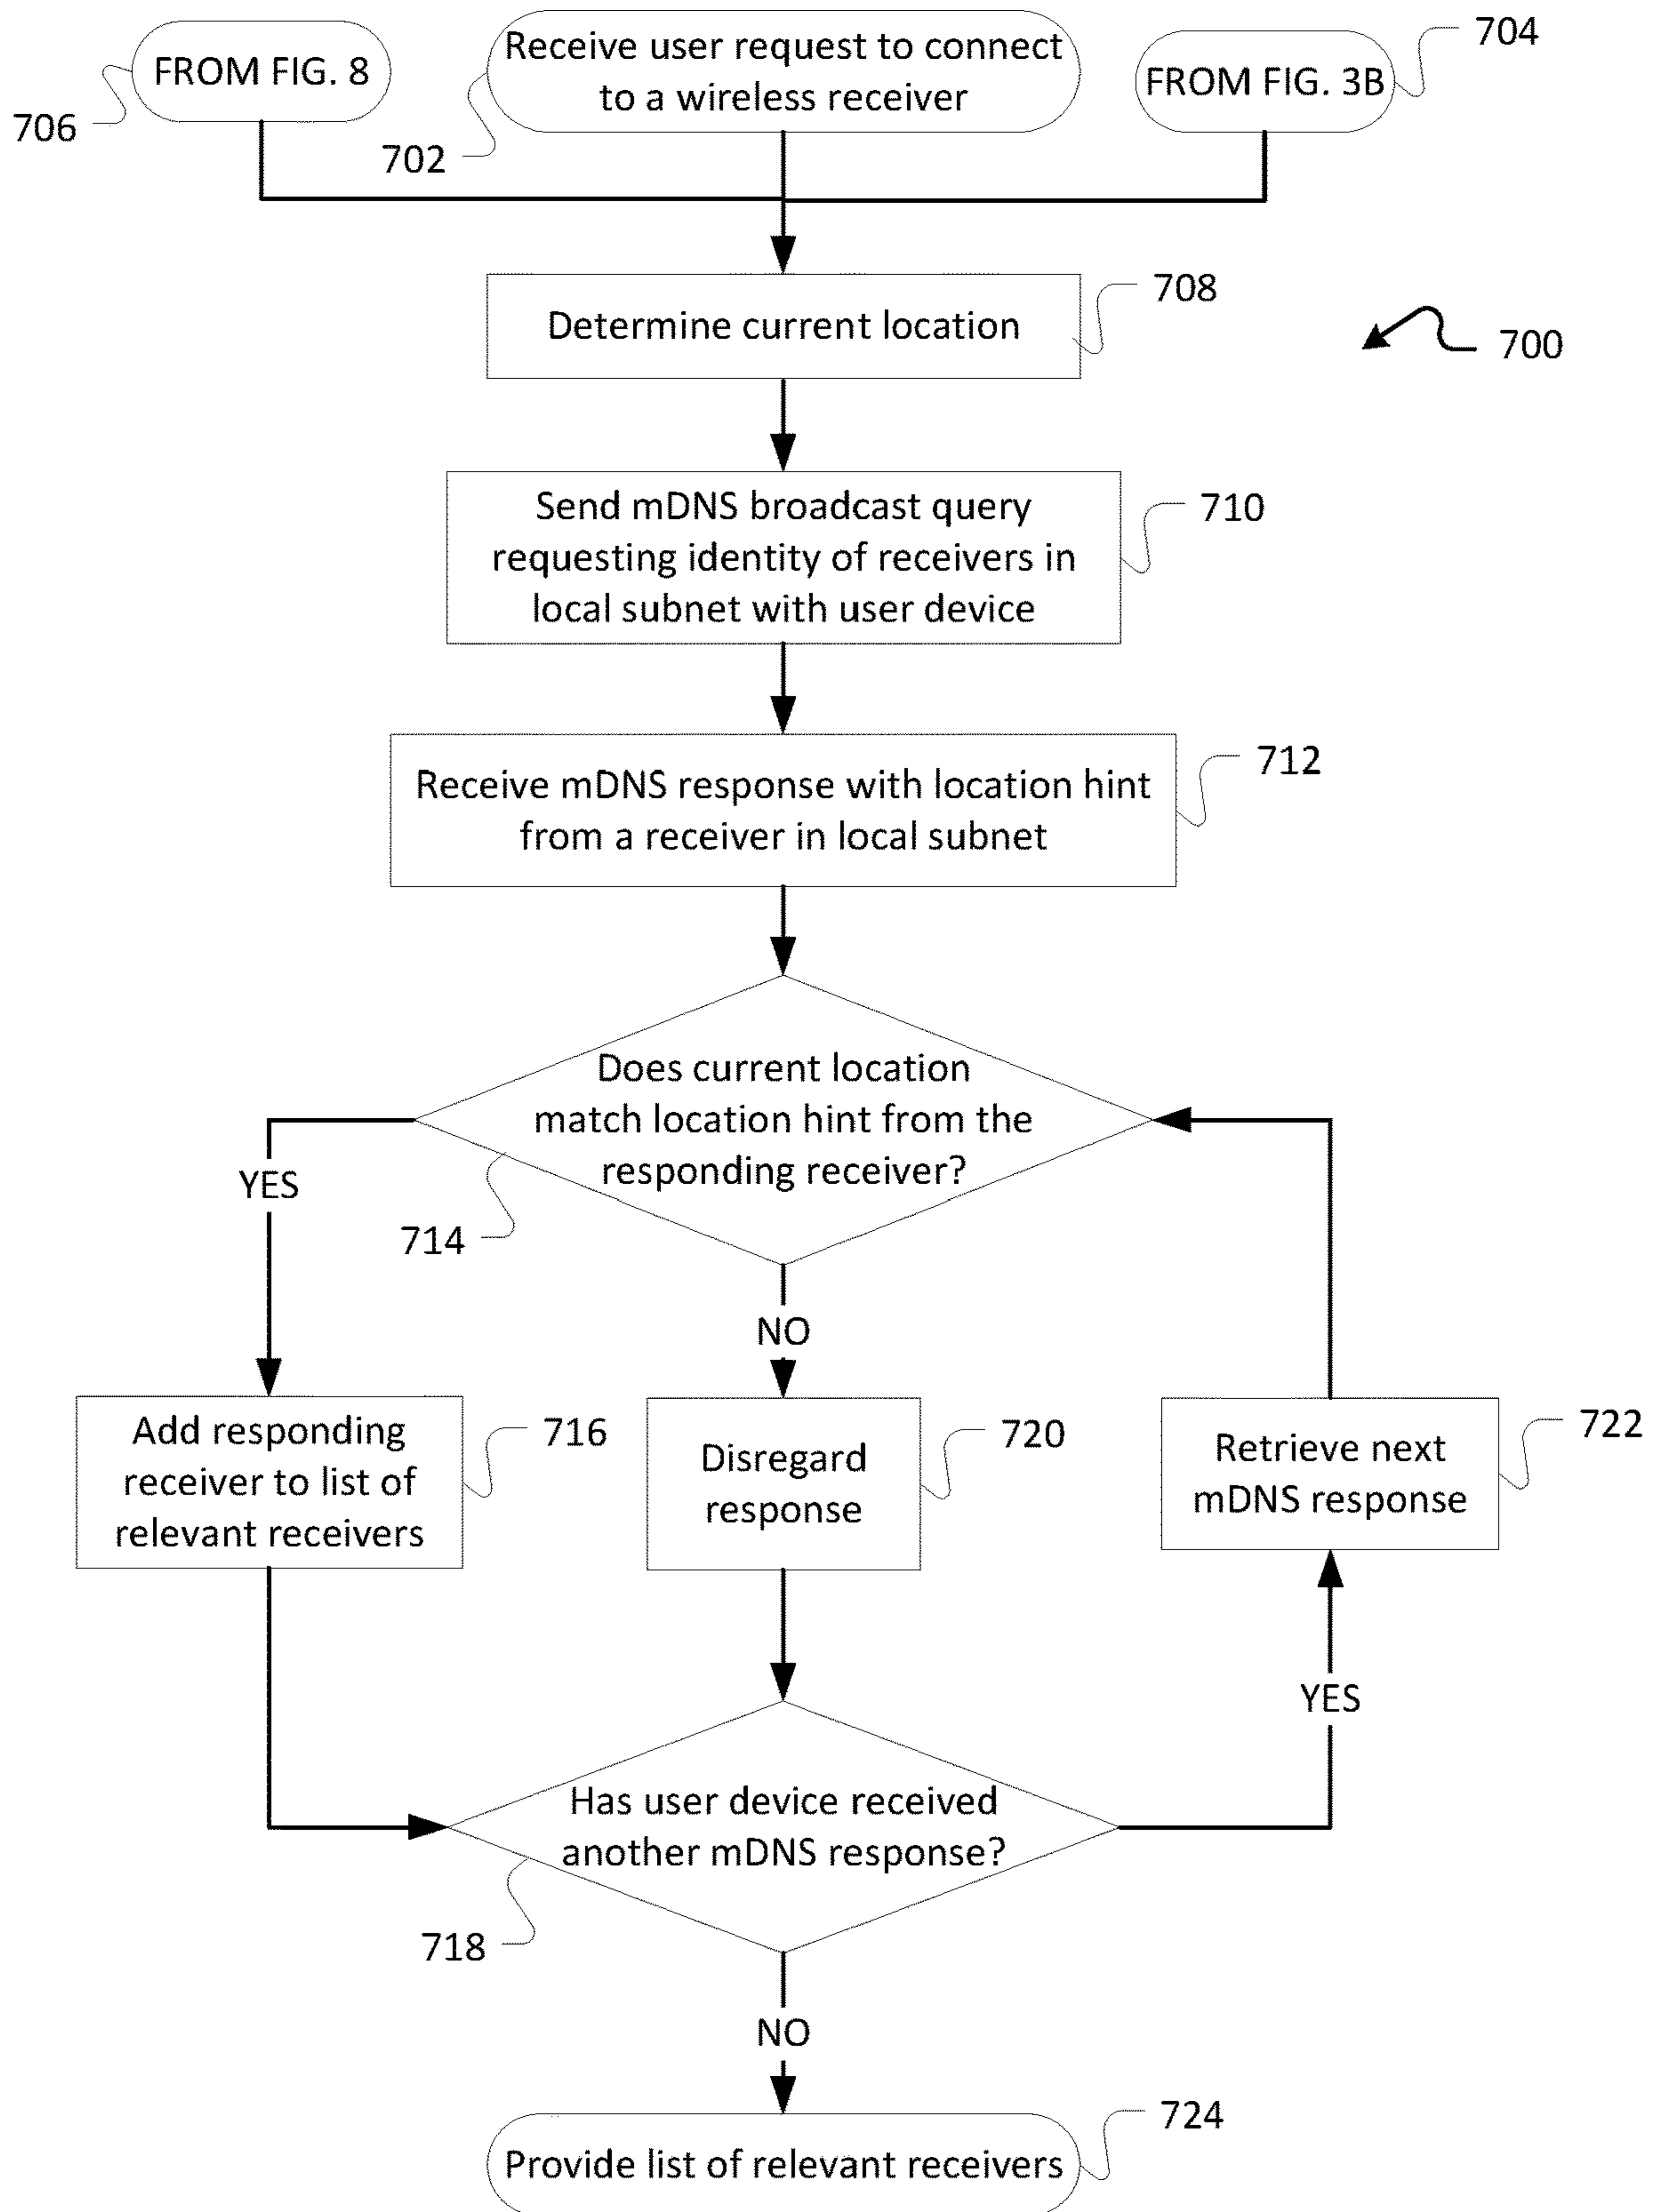 FROM FIG. 8
706
Receive user request to connect
to a wireless receiver
702
FROM FIG. 3B
704
Determine current location
708
700
Send mDNS broadcast query
requesting identity of receivers in
local subnet with user device
710
Receive mDNS response with location hint
from a receiver in local subnet
712
Does current location
match location hint from the
responding receiver?
714
YES
NO
Add responding
receiver to list of
relevant receivers
716
Disregard
response
720
Retrieve next
mDNS response
722
YES
Has user device received
another mDNS response?
718
NO
Provide list of relevant receivers
724